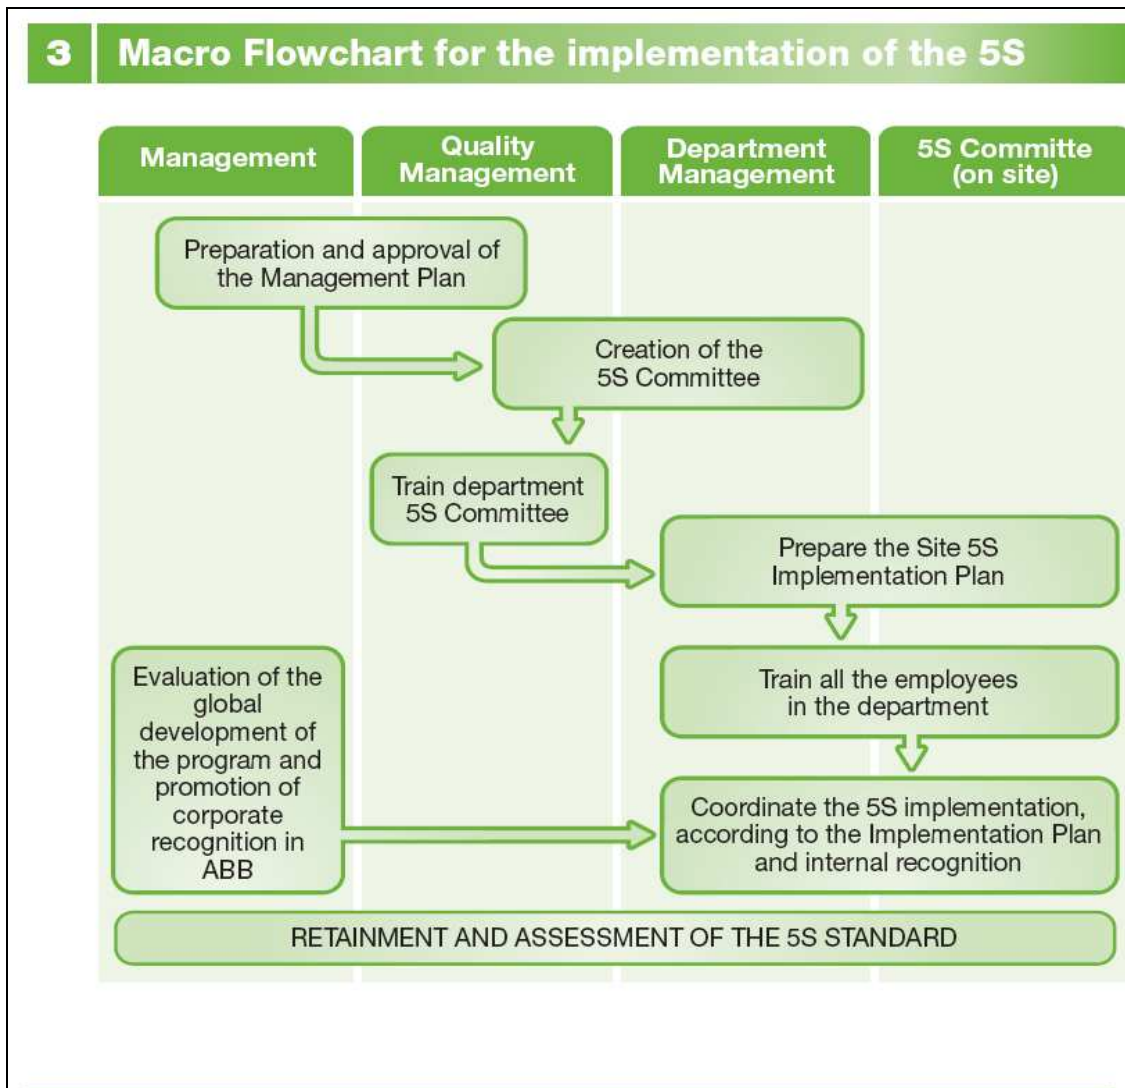 3 Macro Flowchart for the implementation of the 5S
Management
Quality
Management
Department
Management
5S Committe
(on site)
Preparation and approval of
the Management Plan
Creation of the
5S Committee
Train department
5S Committee
Prepare the Site 5S
Implementation Plan
Train all the employees
in the department
Evaluation of the
global
development of
the program and
promotion of
corporate
recognition in
ABB
Coordinate the 5S implementation,
according to the Implementation Plan
and internal recognition
RETAINMENT AND ASSESSMENT OF THE 5S STANDARD